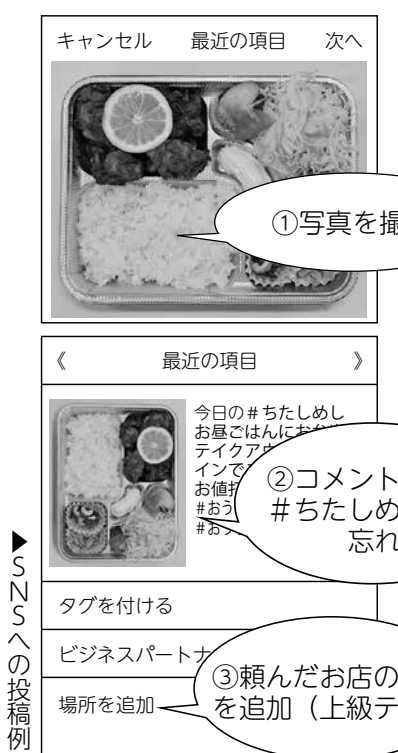 キャンセル 最近の項目 次へ
①写真を撮
《 最近の項目 》
今日の#ちたしめし
お昼ごはんにお
テイクア
インで
お値打
#おう
#おう
②コメント
#ちたしめ
忘れ
タグを付ける
ビジネスパートナ
③頼んだお店の
を追加（上級テ
場所を追加
▶SNSへの投稿例